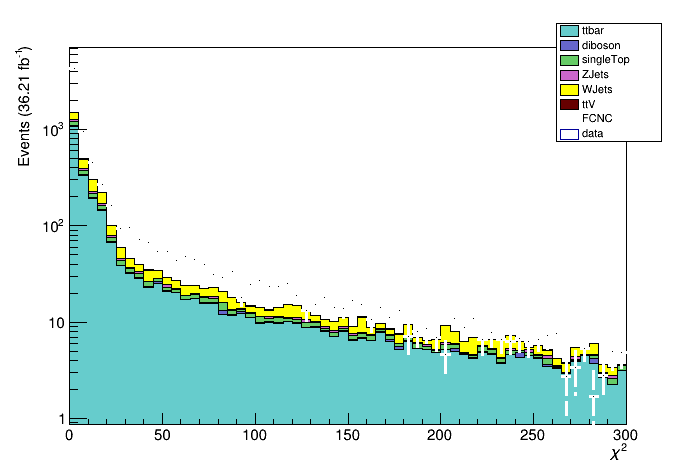 Events (36.21 fb⁻¹)
ttbar
diboson
singleTop
ZJets
WJets
ttV
FCNC
data
10³
10²
10
1
0 50 100 150 200 250 300
χ²